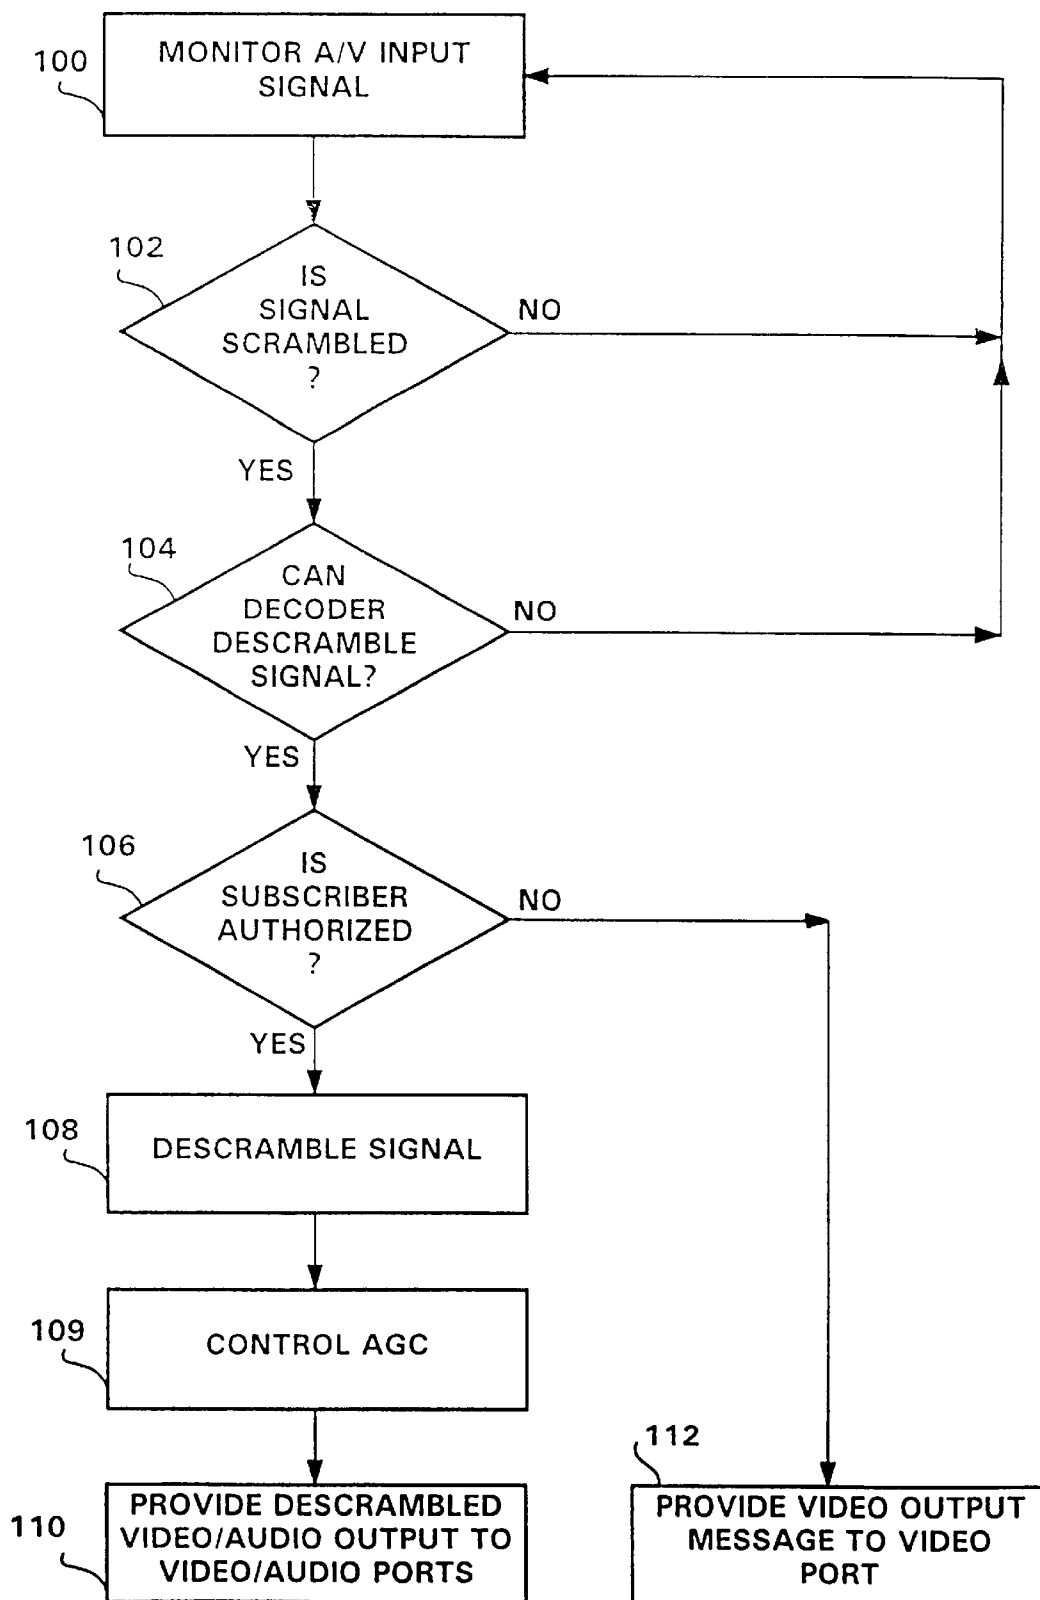 100
MONITOR A/V INPUT
SIGNAL
102
IS
SIGNAL
SCRAMBLED
?
NO
YES
104
CAN
DECODER
DESCRAMBLE
SIGNAL?
NO
YES
106
IS
SUBSCRIBER
AUTHORIZED
?
NO
YES
108
DESCRAMBLE SIGNAL
109
CONTROL AGC
110
PROVIDE DESCRAMBLED
VIDEO/AUDIO OUTPUT TO
VIDEO/AUDIO PORTS
112
PROVIDE VIDEO OUTPUT
MESSAGE TO VIDEO
PORT